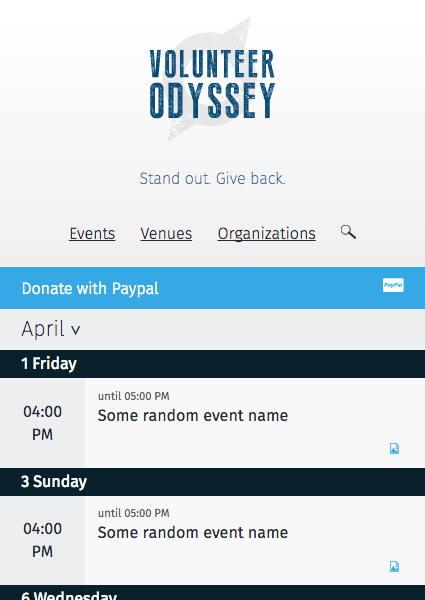 VOLUNTEER
ODYSSEY
Stand out. Give back.
Events Venues Organizations
Donate with Paypal PayPal
April
1 Friday
04:00
PM
until 05:00 PM
Some random event name
3 Sunday
04:00
PM
until 05:00 PM
Some random event name
6 Wednesday